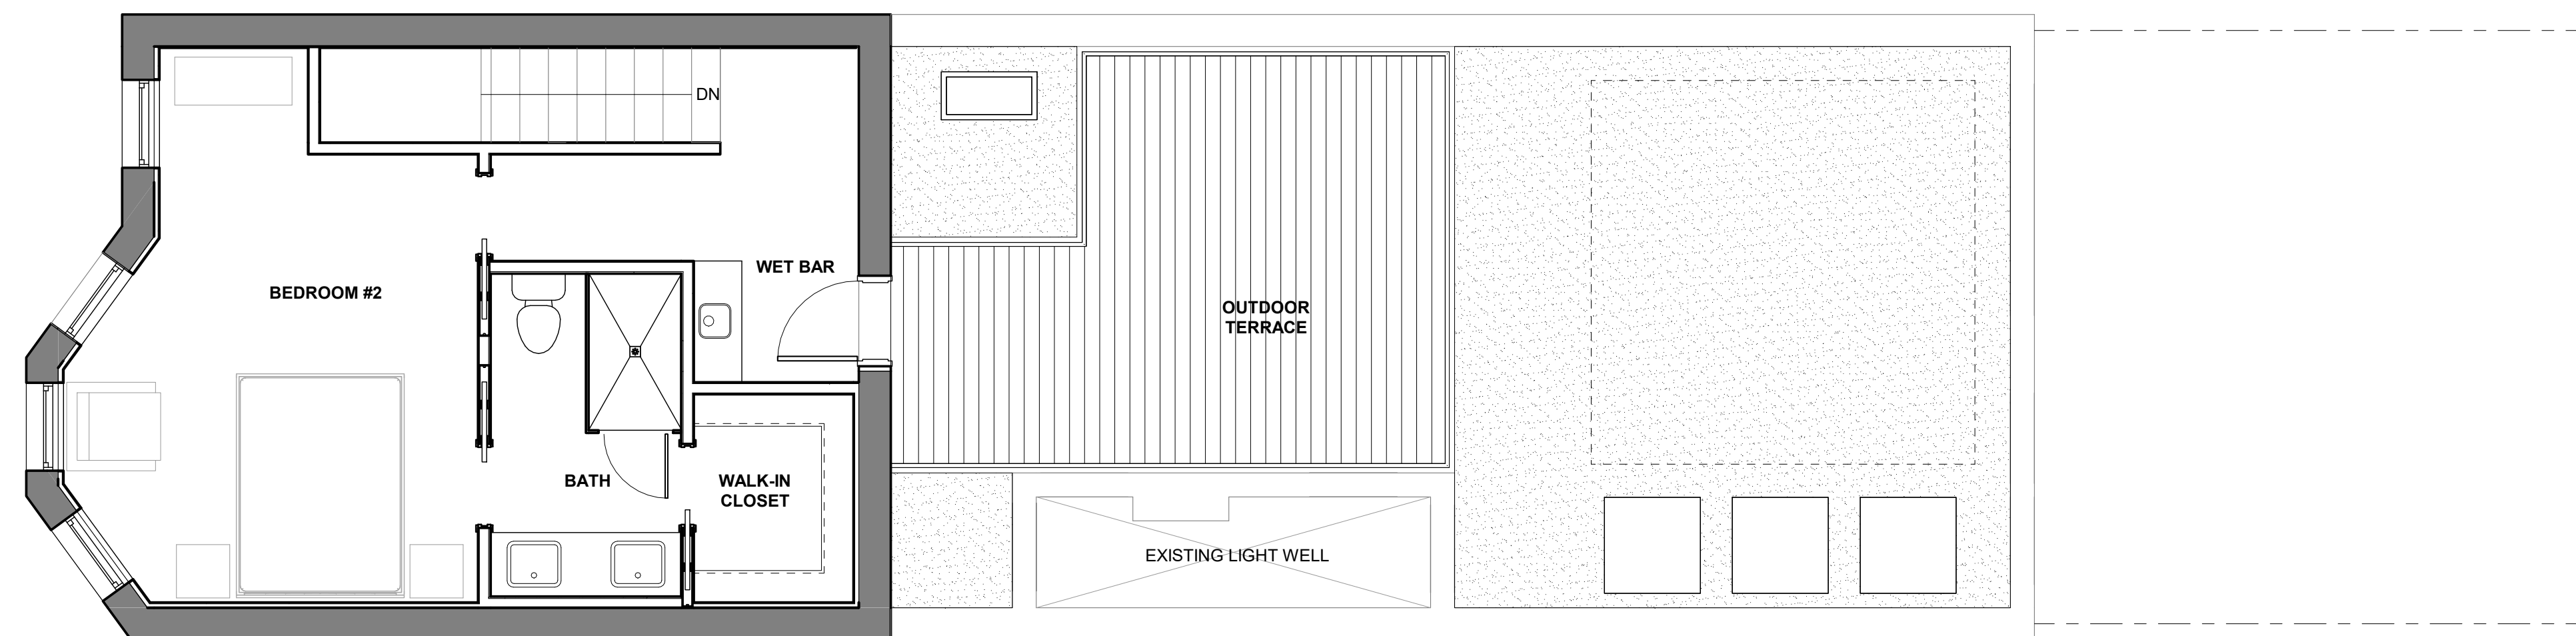 DN
WET BAR
BEDROOM #2
OUTDOOR
TERRACE
BATH
WALK-IN
CLOSET
EXISTING LIGHT WELL